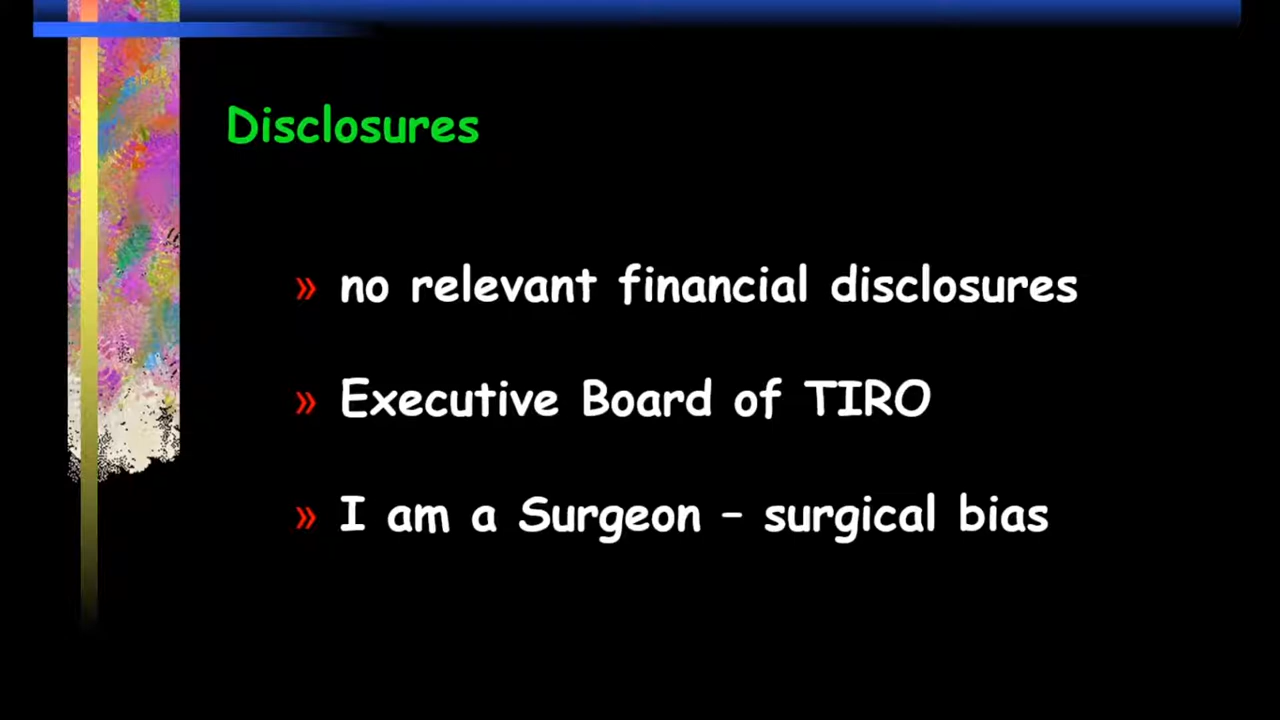 Disclosures
» no relevant financial disclosures
» Executive Board of TIRO
» I am a Surgeon – surgical bias